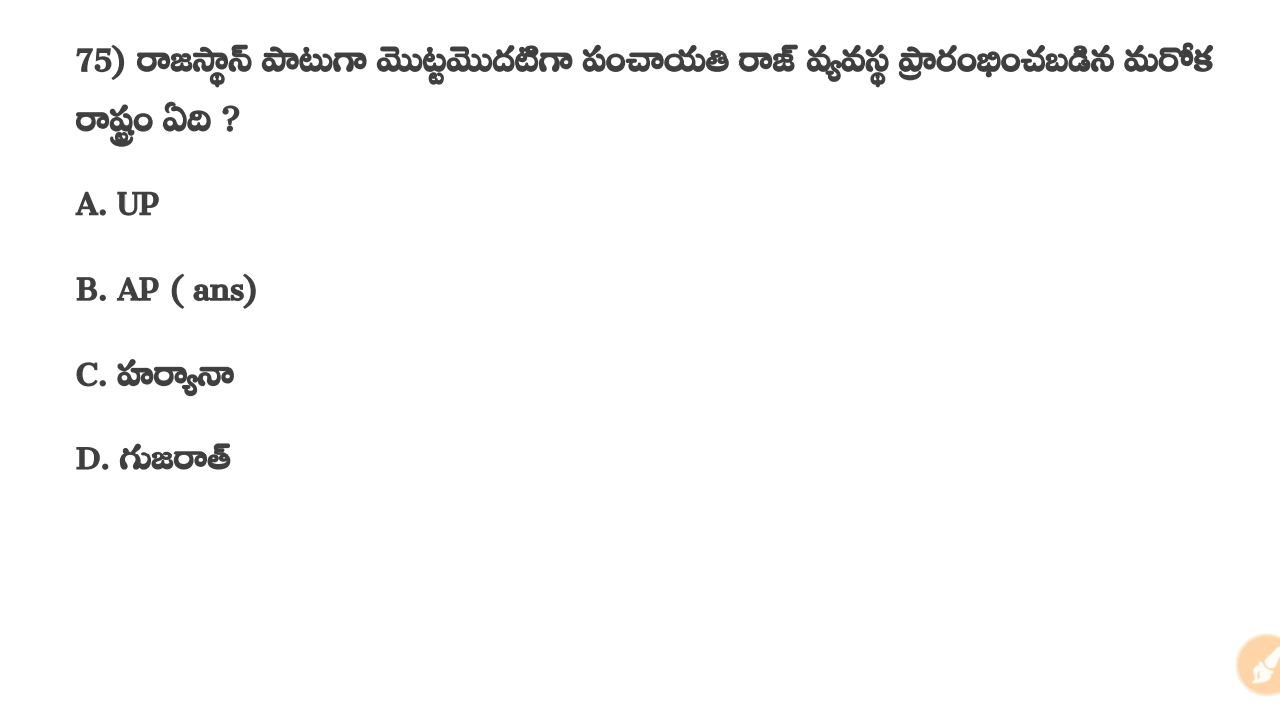 75) రాజస్థాన్ పాటుగా మొట్టమొదటిగా పంచాయతి రాజ్ వ్యవస్థ ప్రారంభించబడిన మరోక
రాష్ట్రం ఏది ?
A. UP
B. AP ( ans)
C. హర్యానా
D. గుజరాత్